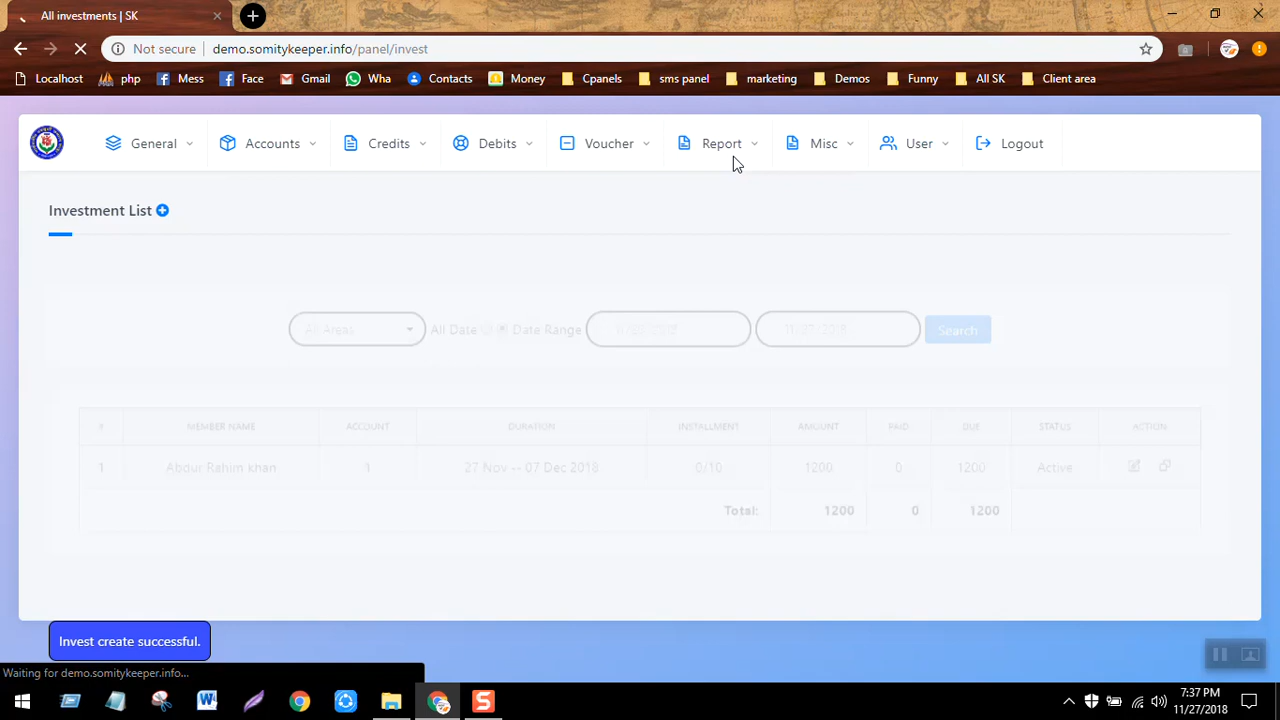 All investments | SK
Not secure demo.somitykeeper.info/panel/invest
Localhost php Mess Face Gmail Wha Contacts Money Cpanels sms panel marketing Demos Funny All SK Client area
General Accounts Credits Debits Voucher Report Misc User Logout
Investment List
All Areas All Date Date Range 11/27/2018 Search
# MEMBER NAME ACCOUNT DURATION INSTALLMENT AMOUNT PAID DUE STATUS ACTION
1 Abdur Rahim khan 1 27 Nov -- 07 Dec 2018 0/10 1200 0 1200 Active
Total: 1200 0 1200
Invest create successful.
Waiting for demo.somitykeeper.info...
7:37 PM
11/27/2018